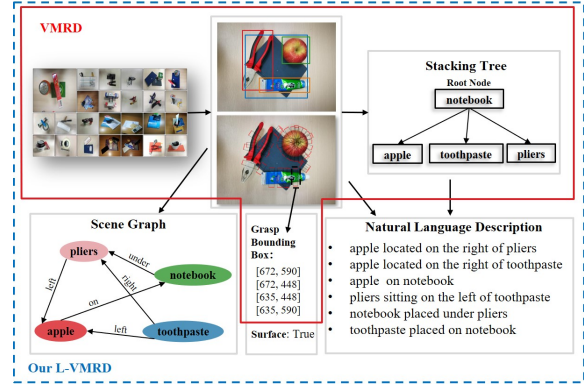 VMRD
Stacking Tree
Root Node
notebook
apple
toothpaste
pliers
Scene Graph
pliers
under
notebook
left
on
right
apple
left
toothpaste
Grasp
Bounding
Box:
[672, 590]
[672, 448]
[635, 448]
[635, 590]
Surface: True
Natural Language Description
• apple located on the right of pliers
• apple located on the right of toothpaste
• apple on notebook
• pliers sitting on the left of toothpaste
• notebook placed under pliers
• toothpaste placed on notebook
Our L-VMRD